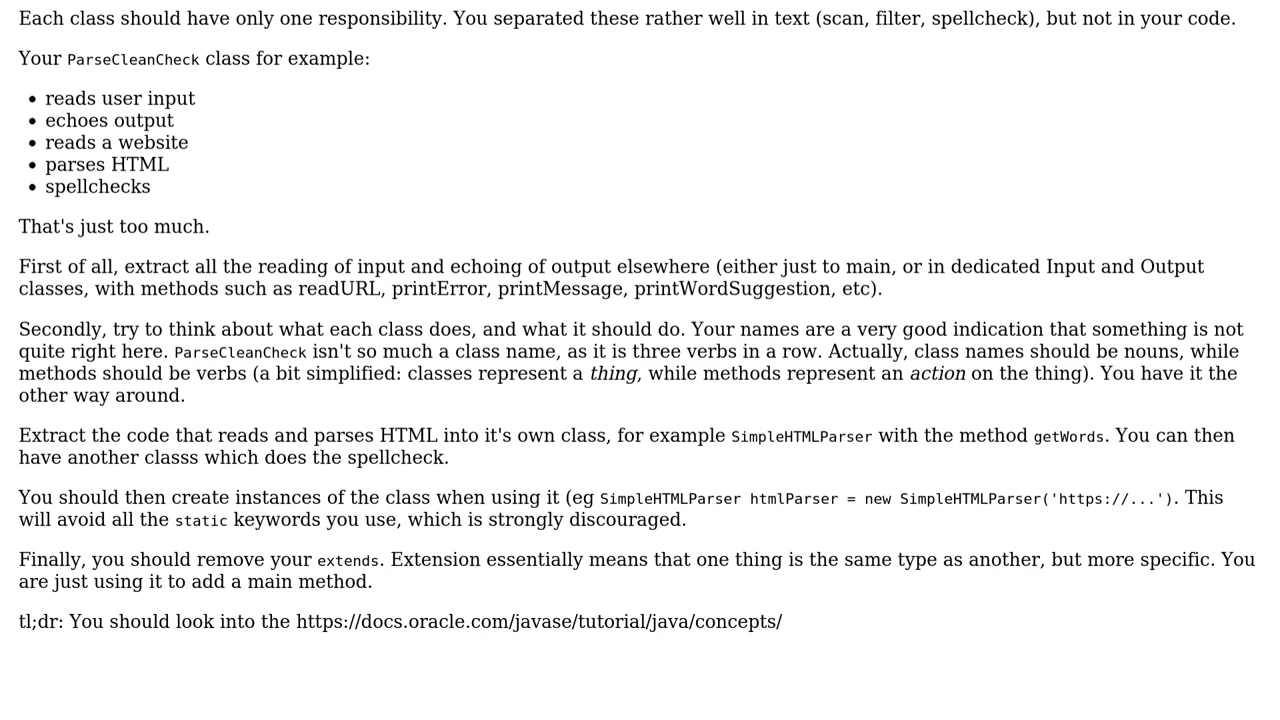 Each class should have only one responsibility. You separated these rather well in text (scan, filter, spellcheck), but not in your code.
Your ParseCleanCheck class for example:
• reads user input
• echoes output
• reads a website
• parses HTML
• spellchecks
That's just too much.
First of all, extract all the reading of input and echoing of output elsewhere (either just to main, or in dedicated Input and Output
classes, with methods such as readURL, printError, printMessage, printWordSuggestion, etc).
Secondly, try to think about what each class does, and what it should do. Your names are a very good indication that something is not
quite right here. ParseCleanCheck isn't so much a class name, as it is three verbs in a row. Actually, class names should be nouns, while
methods should be verbs (a bit simplified: classes represent a thing, while methods represent an action on the thing). You have it the
other way around.
Extract the code that reads and parses HTML into it's own class, for example SimpleHTMLParser with the method getWords. You can then
have another classs which does the spellcheck.
You should then create instances of the class when using it (eg SimpleHTMLParser htmlParser = new SimpleHTMLParser('https://...'). This
will avoid all the static keywords you use, which is strongly discouraged.
Finally, you should remove your extends. Extension essentially means that one thing is the same type as another, but more specific. You
are just using it to add a main method.
tl;dr: You should look into the https://docs.oracle.com/javase/tutorial/java/concepts/